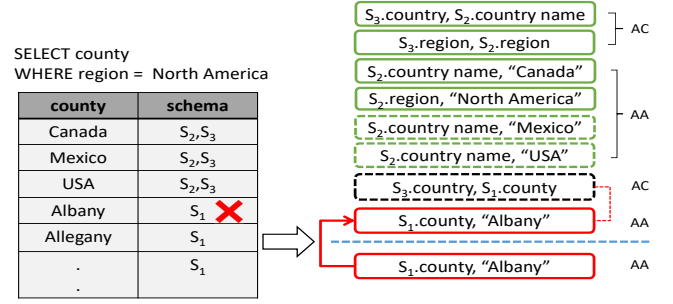 SELECT county
WHERE region = North America
county schema
Canada S2,S3
Mexico S2,S3
USA S2,S3
Albany S1
Allegany S1
. S1
.
S3.country, S2.country name
AC
S3.region, S2.region
S2.country name, “Canada”
S2.region, “North America”
AA
S2.country name, “Mexico”
S2.country name, “USA”
S3.country, S1.county AC
S1.county, “Albany” AA
S1.county, “Albany” AA